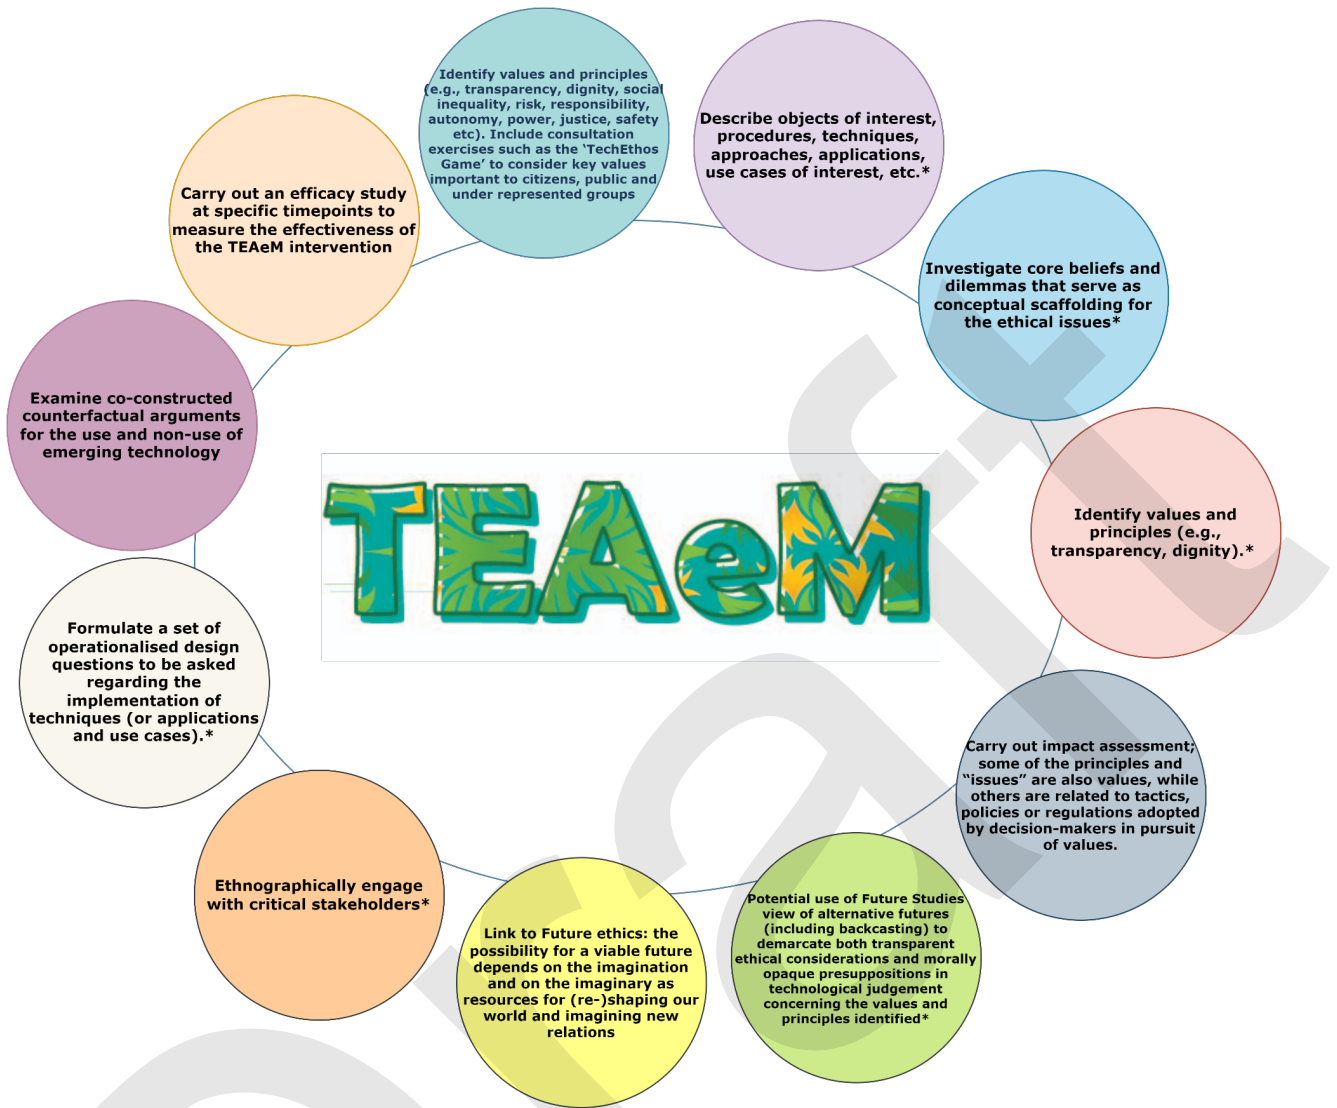 Identify values and principles
(e.g., transparency, dignity, social
inequality, risk, responsibility,
autonomy, power, justice, safety
etc). Include consultation
exercises such as the ‘TechEthos
Game’ to consider key values
important to citizens, public and
under represented groups
Describe objects of interest,
procedures, techniques,
approaches, applications,
use cases of interest, etc.*
Investigate core beliefs and
dilemmas that serve as
conceptual scaffolding for
the ethical issues*
Identify values and
principles (e.g.,
transparency, dignity).*
Carry out impact assessment;
some of the principles and
“issues” are also values, while
others are related to tactics,
policies or regulations adopted
by decision-makers in pursuit
of values.
Potential use of Future Studies
view of alternative futures
(including backcasting) to
demarcate both transparent
ethical considerations and morally
opaque presuppositions in
technological judgement
concerning the values and
principles identified*
Link to Future ethics: the
possibility for a viable future
depends on the imagination
and on the imaginary as
resources for (re-)shaping our
world and imagining new
relations
Ethnographically engage
with critical stakeholders*
Formulate a set of
operationalised design
questions to be asked
regarding the
implementation of
techniques (or applications
and use cases).*
Examine co-constructed
counterfactual arguments
for the use and non-use of
emerging technology
Carry out an efficacy study
at specific timepoints to
measure the effectiveness of
the TEAeM intervention
TEAeM